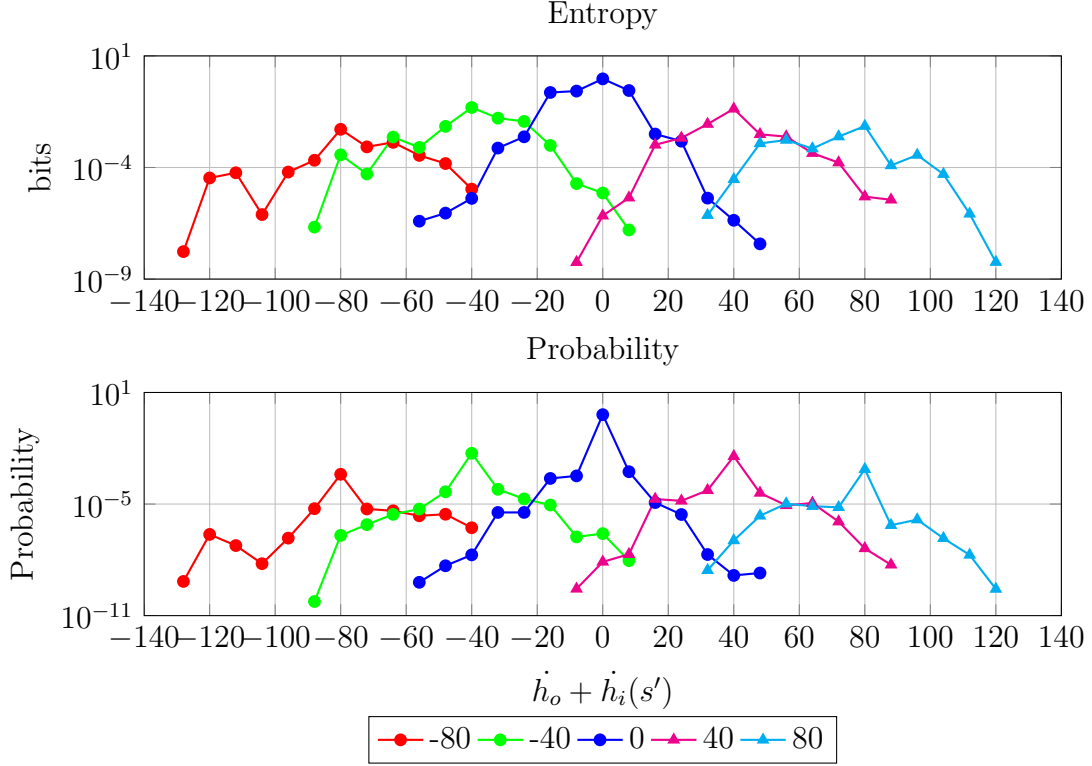 Entropy
bits
10^1
10^−4
10^−9
−140 −120 −100 −80 −60 −40 −20 0 20 40 60 80 100 120 140
Probability
Probability
10^1
10^−5
10^−11
−140 −120 −100 −80 −60 −40 −20 0 20 40 60 80 100 120 140
ḣ_o + ḣ_i(s′)
-80 -40 0 40 80